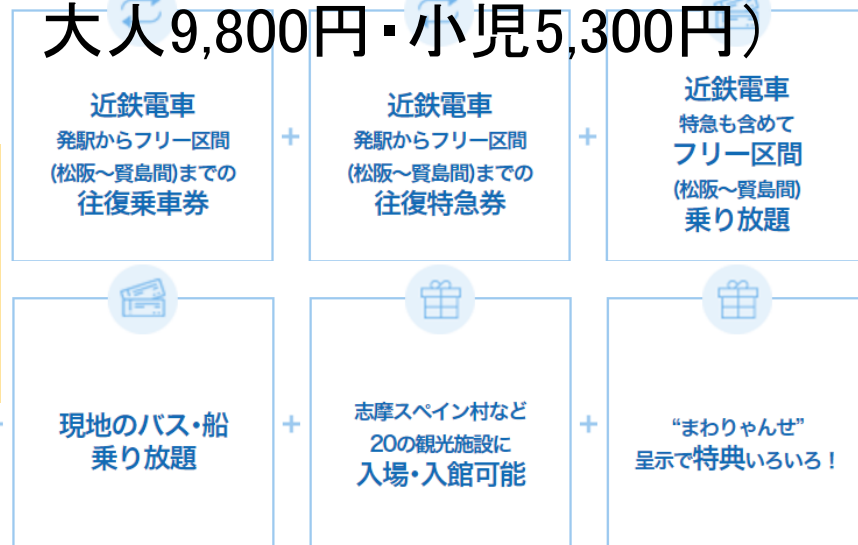 大人9,800円・小児5,300円）
近鉄電車
発駅からフリー区間
(松阪〜賢島間)までの
往復乗車券
+
近鉄電車
発駅からフリー区間
(松阪〜賢島間)までの
往復特急券
+
近鉄電車
特急も含めて
フリー区間
(松阪〜賢島間)
乗り放題
現地のバス・船
乗り放題
+
志摩スペイン村など
20の観光施設に
入場・入館可能
+
“まわりゃんせ”
呈示で特典いろいろ！